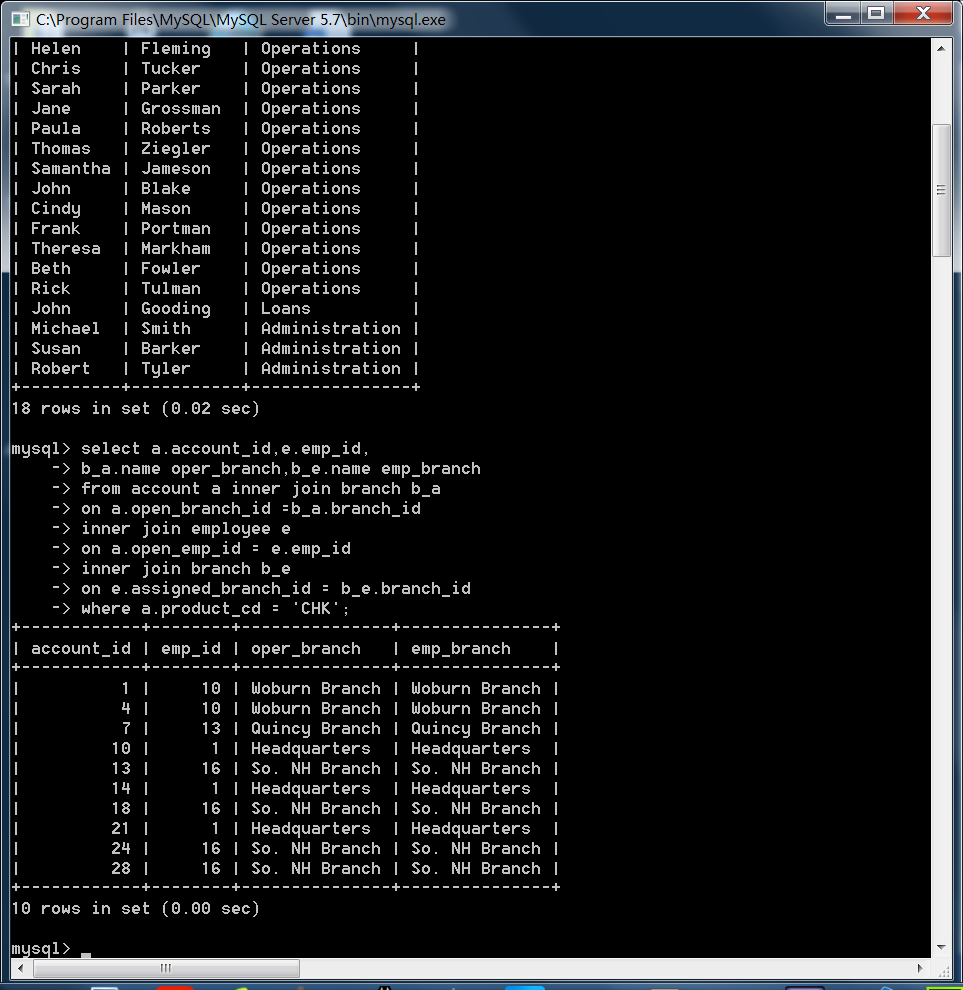 C:\Program Files\MySQL\MySQL Server 5.7\bin\mysql.exe
| Helen    | Fleming   | Operations     |
| Chris    | Tucker    | Operations     |
| Sarah    | Parker    | Operations     |
| Jane     | Grossman  | Operations     |
| Paula    | Roberts   | Operations     |
| Thomas   | Ziegler   | Operations     |
| Samantha | Jameson   | Operations     |
| John     | Blake     | Operations     |
| Cindy    | Mason     | Operations     |
| Frank    | Portman   | Operations     |
| Theresa  | Markham   | Operations     |
| Beth     | Fowler    | Operations     |
| Rick     | Tulman    | Operations     |
| John     | Gooding   | Loans          |
| Michael  | Smith     | Administration |
| Susan    | Barker    | Administration |
| Robert   | Tyler     | Administration |
+----------+-----------+----------------+
18 rows in set (0.02 sec)
mysql> select a.account_id,e.emp_id,
    -> b_a.name oper_branch,b_e.name emp_branch
    -> from account a inner join branch b_a
    -> on a.open_branch_id =b_a.branch_id
    -> inner join employee e
    -> on a.open_emp_id = e.emp_id
    -> inner join branch b_e
    -> on e.assigned_branch_id = b_e.branch_id
    -> where a.product_cd = 'CHK';
+------------+--------+---------------+---------------+
| account_id | emp_id | oper_branch   | emp_branch    |
+------------+--------+---------------+---------------+
|          1 |     10 | Woburn Branch | Woburn Branch |
|          4 |     10 | Woburn Branch | Woburn Branch |
|          7 |     13 | Quincy Branch | Quincy Branch |
|         10 |      1 | Headquarters  | Headquarters  |
|         13 |     16 | So. NH Branch | So. NH Branch |
|         14 |      1 | Headquarters  | Headquarters  |
|         18 |     16 | So. NH Branch | So. NH Branch |
|         21 |      1 | Headquarters  | Headquarters  |
|         24 |     16 | So. NH Branch | So. NH Branch |
|         28 |     16 | So. NH Branch | So. NH Branch |
+------------+--------+---------------+---------------+
10 rows in set (0.00 sec)
mysql> _